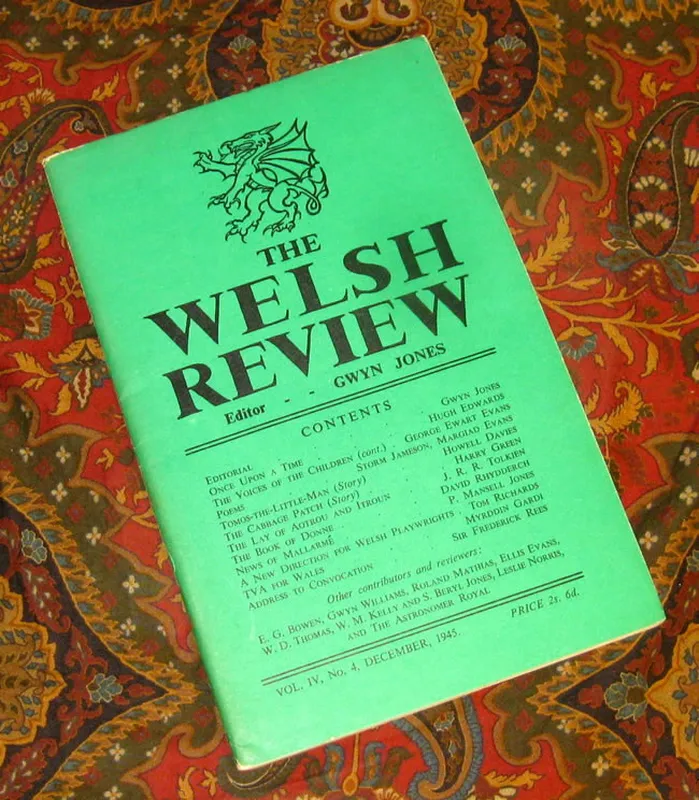 THE
WELSH
REVIEW
Editor . . GWYN JONES
CONTENTS
EDITORIAL . GWYN JONES
ONCE UPON A TIME . HUGH EDWARDS
THE VOICES OF THE CHILDREN (cont.) . GEORGE EWART EVANS
POEMS . STORM JAMESON, MARGIAD EVANS
TOMOS-THE-LITTLE-MAN (Story) . HOWELL DAVIES
THE CABBAGE PATCH (Story) . HARRY GREEN
THE LAY OF AOTROU AND ITROUN . J. R. R. TOLKIEN
THE BOOK OF DONNE . DAVID RHYDDERCH
NEWS OF MALLARMÉ . P. MANSELL JONES
A NEW DIRECTION FOR WELSH PLAYWRIGHTS . TOM RICHARDS
TVA FOR WALES . MYRDDIN GARDI
ADDRESS TO CONVOCATION . SIR FREDERICK REES
Other contributors and reviewers:
E. G. BOWEN, GWYN WILLIAMS, ROLAND MATHIAS, ELLIS EVANS,
W. D. THOMAS, W. M. KELLY AND S. BERYL JONES, LESLIE NORRIS,
AND THE ASTRONOMER ROYAL
VOL. IV, No. 4, DECEMBER, 1945. PRICE 2s. 6d.